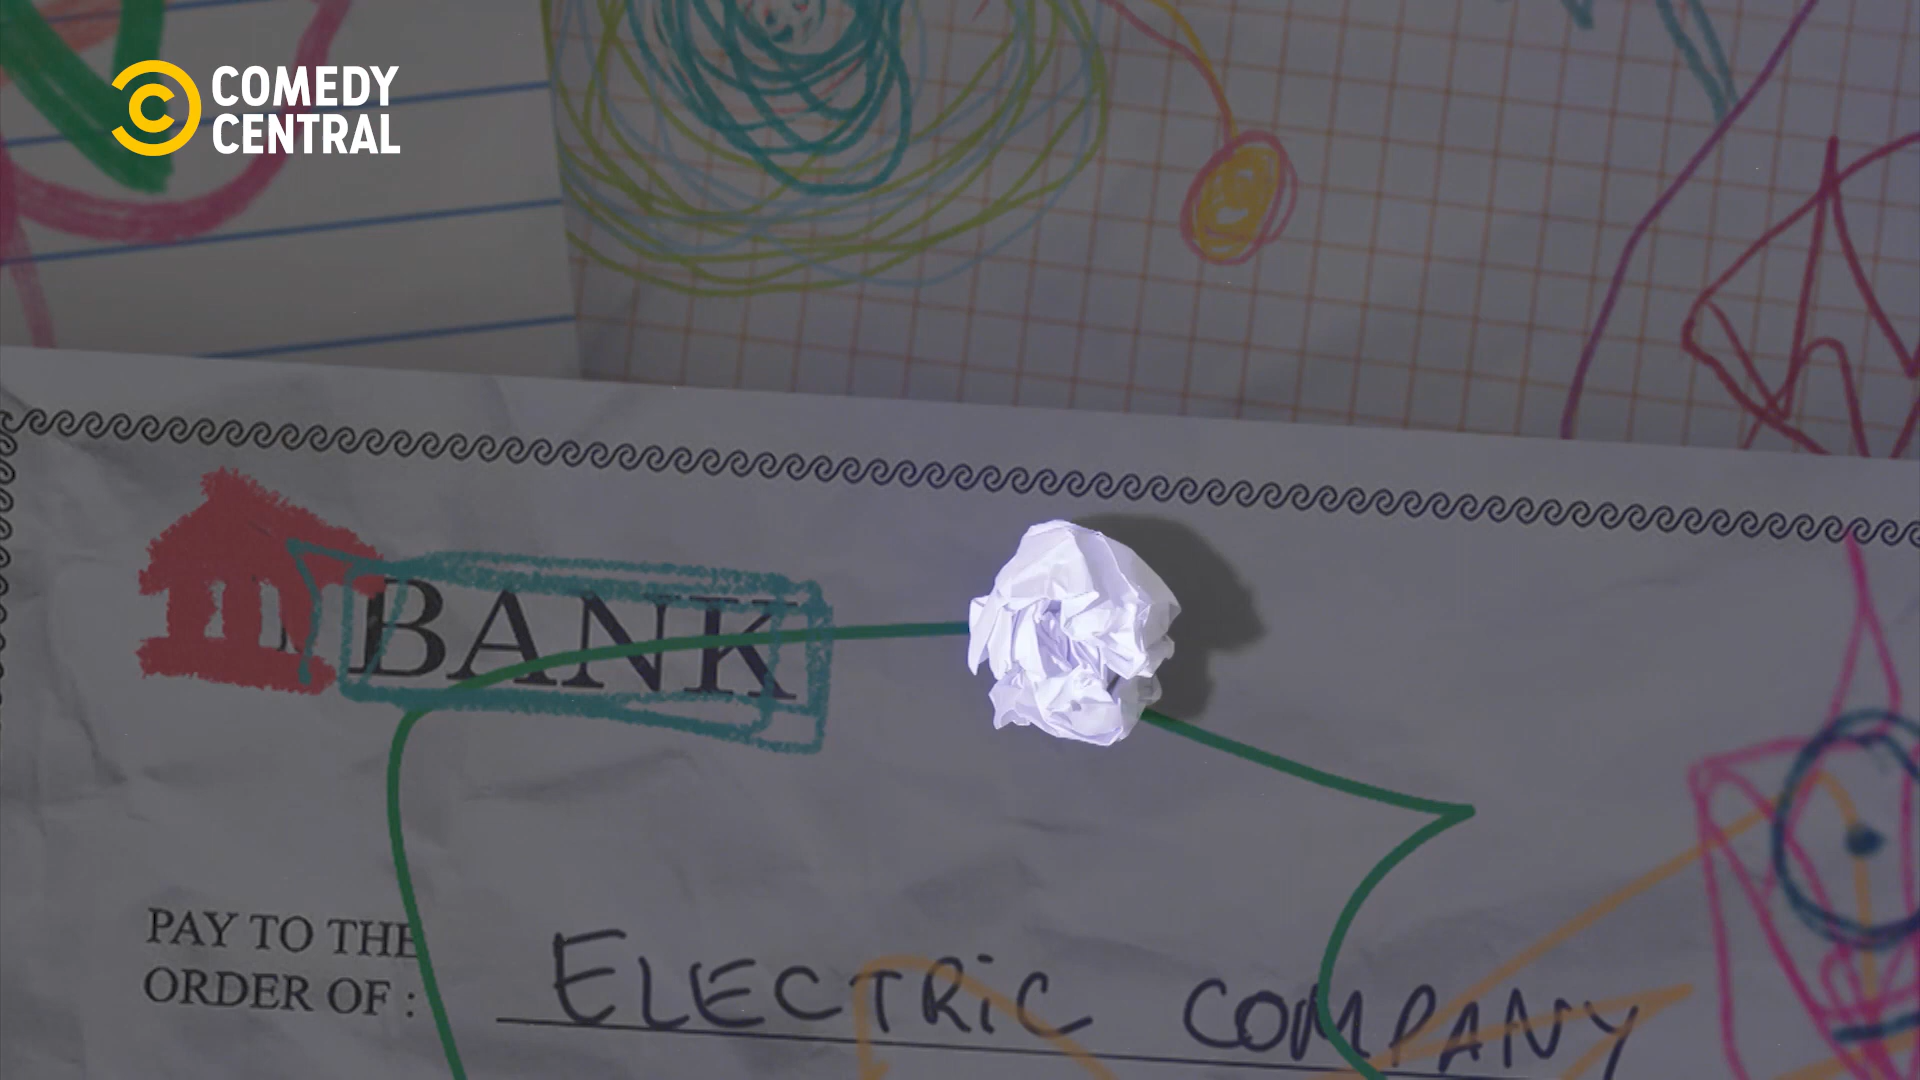 COMEDY
CENTRAL
BANK
PAY TO THE
ORDER OF :
ELECTRiC COMPANY